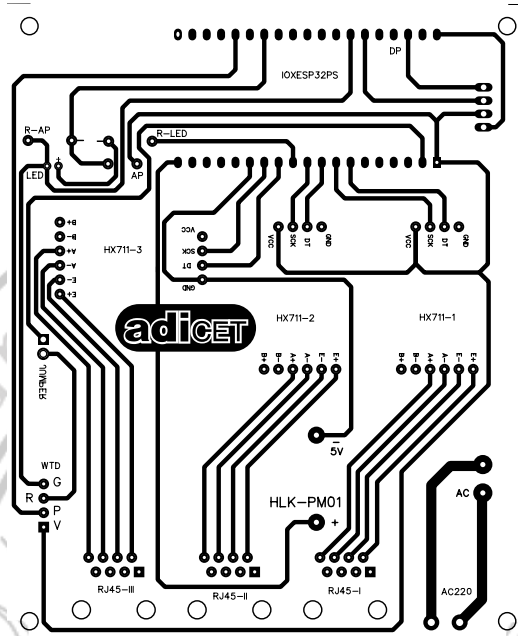 DP
IOXESP32PS
R-AP
R-LED
LED
+
-
-
AP
B+
B-
A+
A-
E-
E+
HX711-3
VCC
SCK
DT
GND
VCC
SCK
DT
GND
VCC
SCK
DT
GND
adicet
HX711-2
HX711-1
B+
B-
A+
A-
E-
E+
B+
B-
A+
A-
E-
E+
JUMPER
-
5V
WTD
G
R
P
V
HLK-PM01
+
AC
RJ45-III
RJ45-II
RJ45-I
AC220